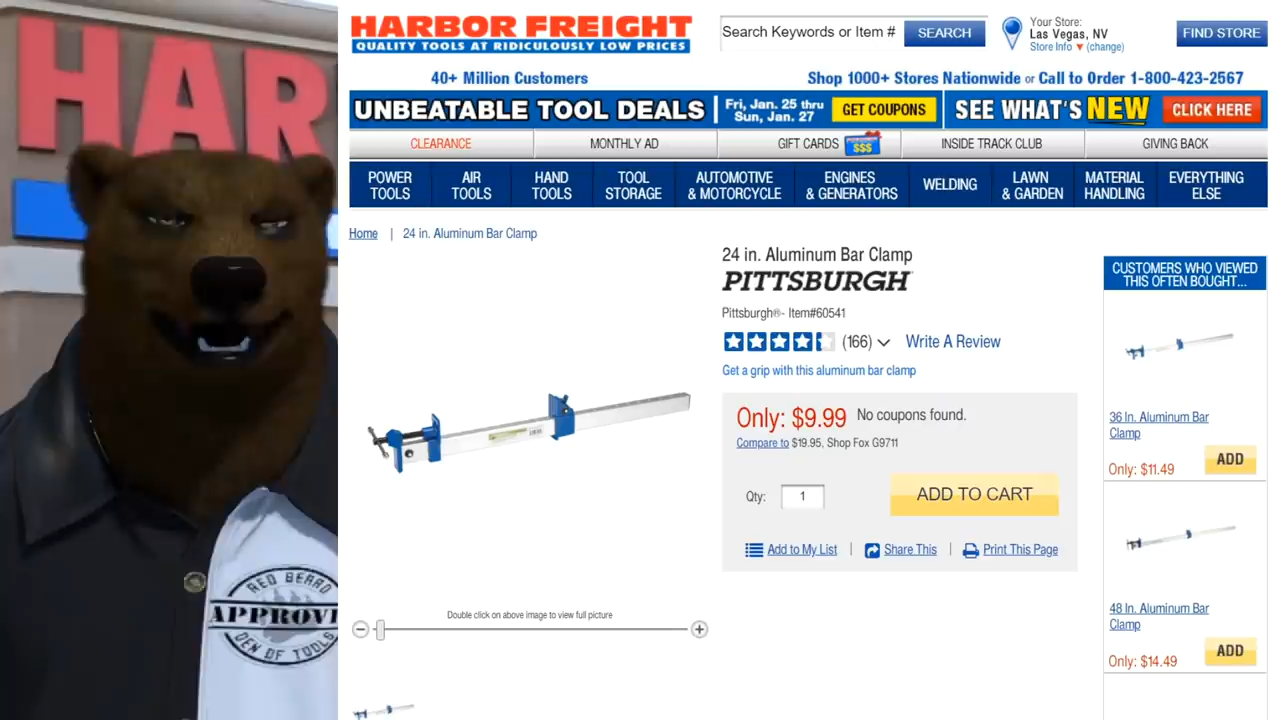 HAR
RED BEARD
APPROVE
DEN OF TOOLS
HARBOR FREIGHT
QUALITY TOOLS AT RIDICULOUSLY LOW PRICES
Search Keywords or Item #
SEARCH
Your Store:
Las Vegas, NV
Store Info ▼ (change)
FIND STORE
40+ Million Customers
Shop 1000+ Stores Nationwide or Call to Order 1-800-423-2567
UNBEATABLE TOOL DEALS
Fri, Jan. 25 thru
Sun, Jan. 27
GET COUPONS
SEE WHAT'S NEW
CLICK HERE
CLEARANCE
MONTHLY AD
GIFT CARDS
$$$
INSIDE TRACK CLUB
GIVING BACK
POWER
TOOLS
AIR
TOOLS
HAND
TOOLS
TOOL
STORAGE
AUTOMOTIVE
& MOTORCYCLE
ENGINES
& GENERATORS
WELDING
LAWN
& GARDEN
MATERIAL
HANDLING
EVERYTHING
ELSE
Home | 24 in. Aluminum Bar Clamp
24 in. Aluminum Bar Clamp
PITTSBURGH
Pittsburgh®- Item#60541
(166)
Write A Review
Get a grip with this aluminum bar clamp
Only: $9.99 No coupons found.
Compare to $19.95, Shop Fox G9711
Qty: 1
ADD TO CART
Add to My List | Share This | Print This Page
Double click on above image to view full picture
CUSTOMERS WHO VIEWED
THIS OFTEN BOUGHT...
36 In. Aluminum Bar
Clamp
Only: $11.49
ADD
48 In. Aluminum Bar
Clamp
Only: $14.49
ADD